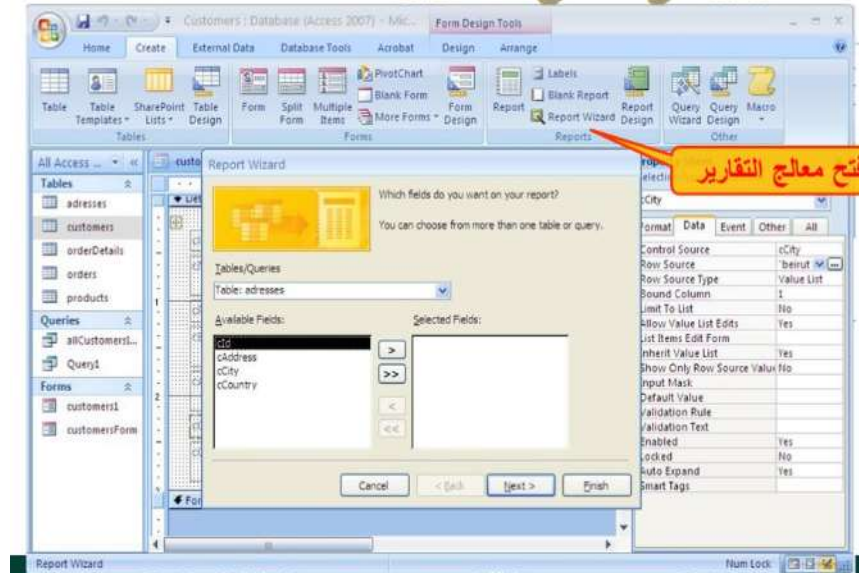 Customers : Database (Access 2007) - Mic...
Form Design Tools
Home Create External Data Database Tools Acrobat Design Arrange
Table
Table Templates
SharePoint Lists
Table Design
Tables
Form
Split Form
Multiple Items
PivotChart
Blank Form
More Forms
Form Design
Forms
Report
Labels
Blank Report
Report Wizard
Report Design
Reports
Query Wizard
Query Design
Macro
Other
فتح معالج التقارير
All Access ...
Tables
adresses
customers
orderDetails
orders
products
Queries
allCustomersI...
Query1
Forms
customers1
customersForm
custo
Report Wizard
Which fields do you want on your report?
You can choose from more than one table or query.
Tables/Queries
Table: adresses
Available Fields:
Selected Fields:
cId
cAddress
cCity
cCountry
>
>>
<
<<
Cancel
< Back
Next >
Finish
cCity
Format Data Event Other All
Control Source cCity
Row Source "beirut
Row Source Type Value List
Bound Column 1
Limit To List No
Allow Value List Edits Yes
List Items Edit Form
Inherit Value List Yes
Show Only Row Source Value No
Input Mask
Default Value
Validation Rule
Validation Text
Enabled Yes
Locked No
Auto Expand Yes
Smart Tags
Report Wizard
Num Lock